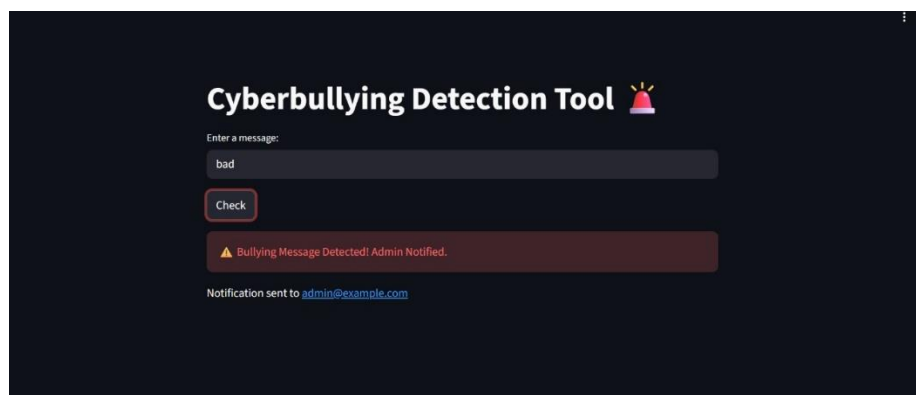 Cyberbullying Detection Tool 🚨
Enter a message:
bad
Check
⚠ Bullying Message Detected! Admin Notified.
Notification sent to admin@example.com